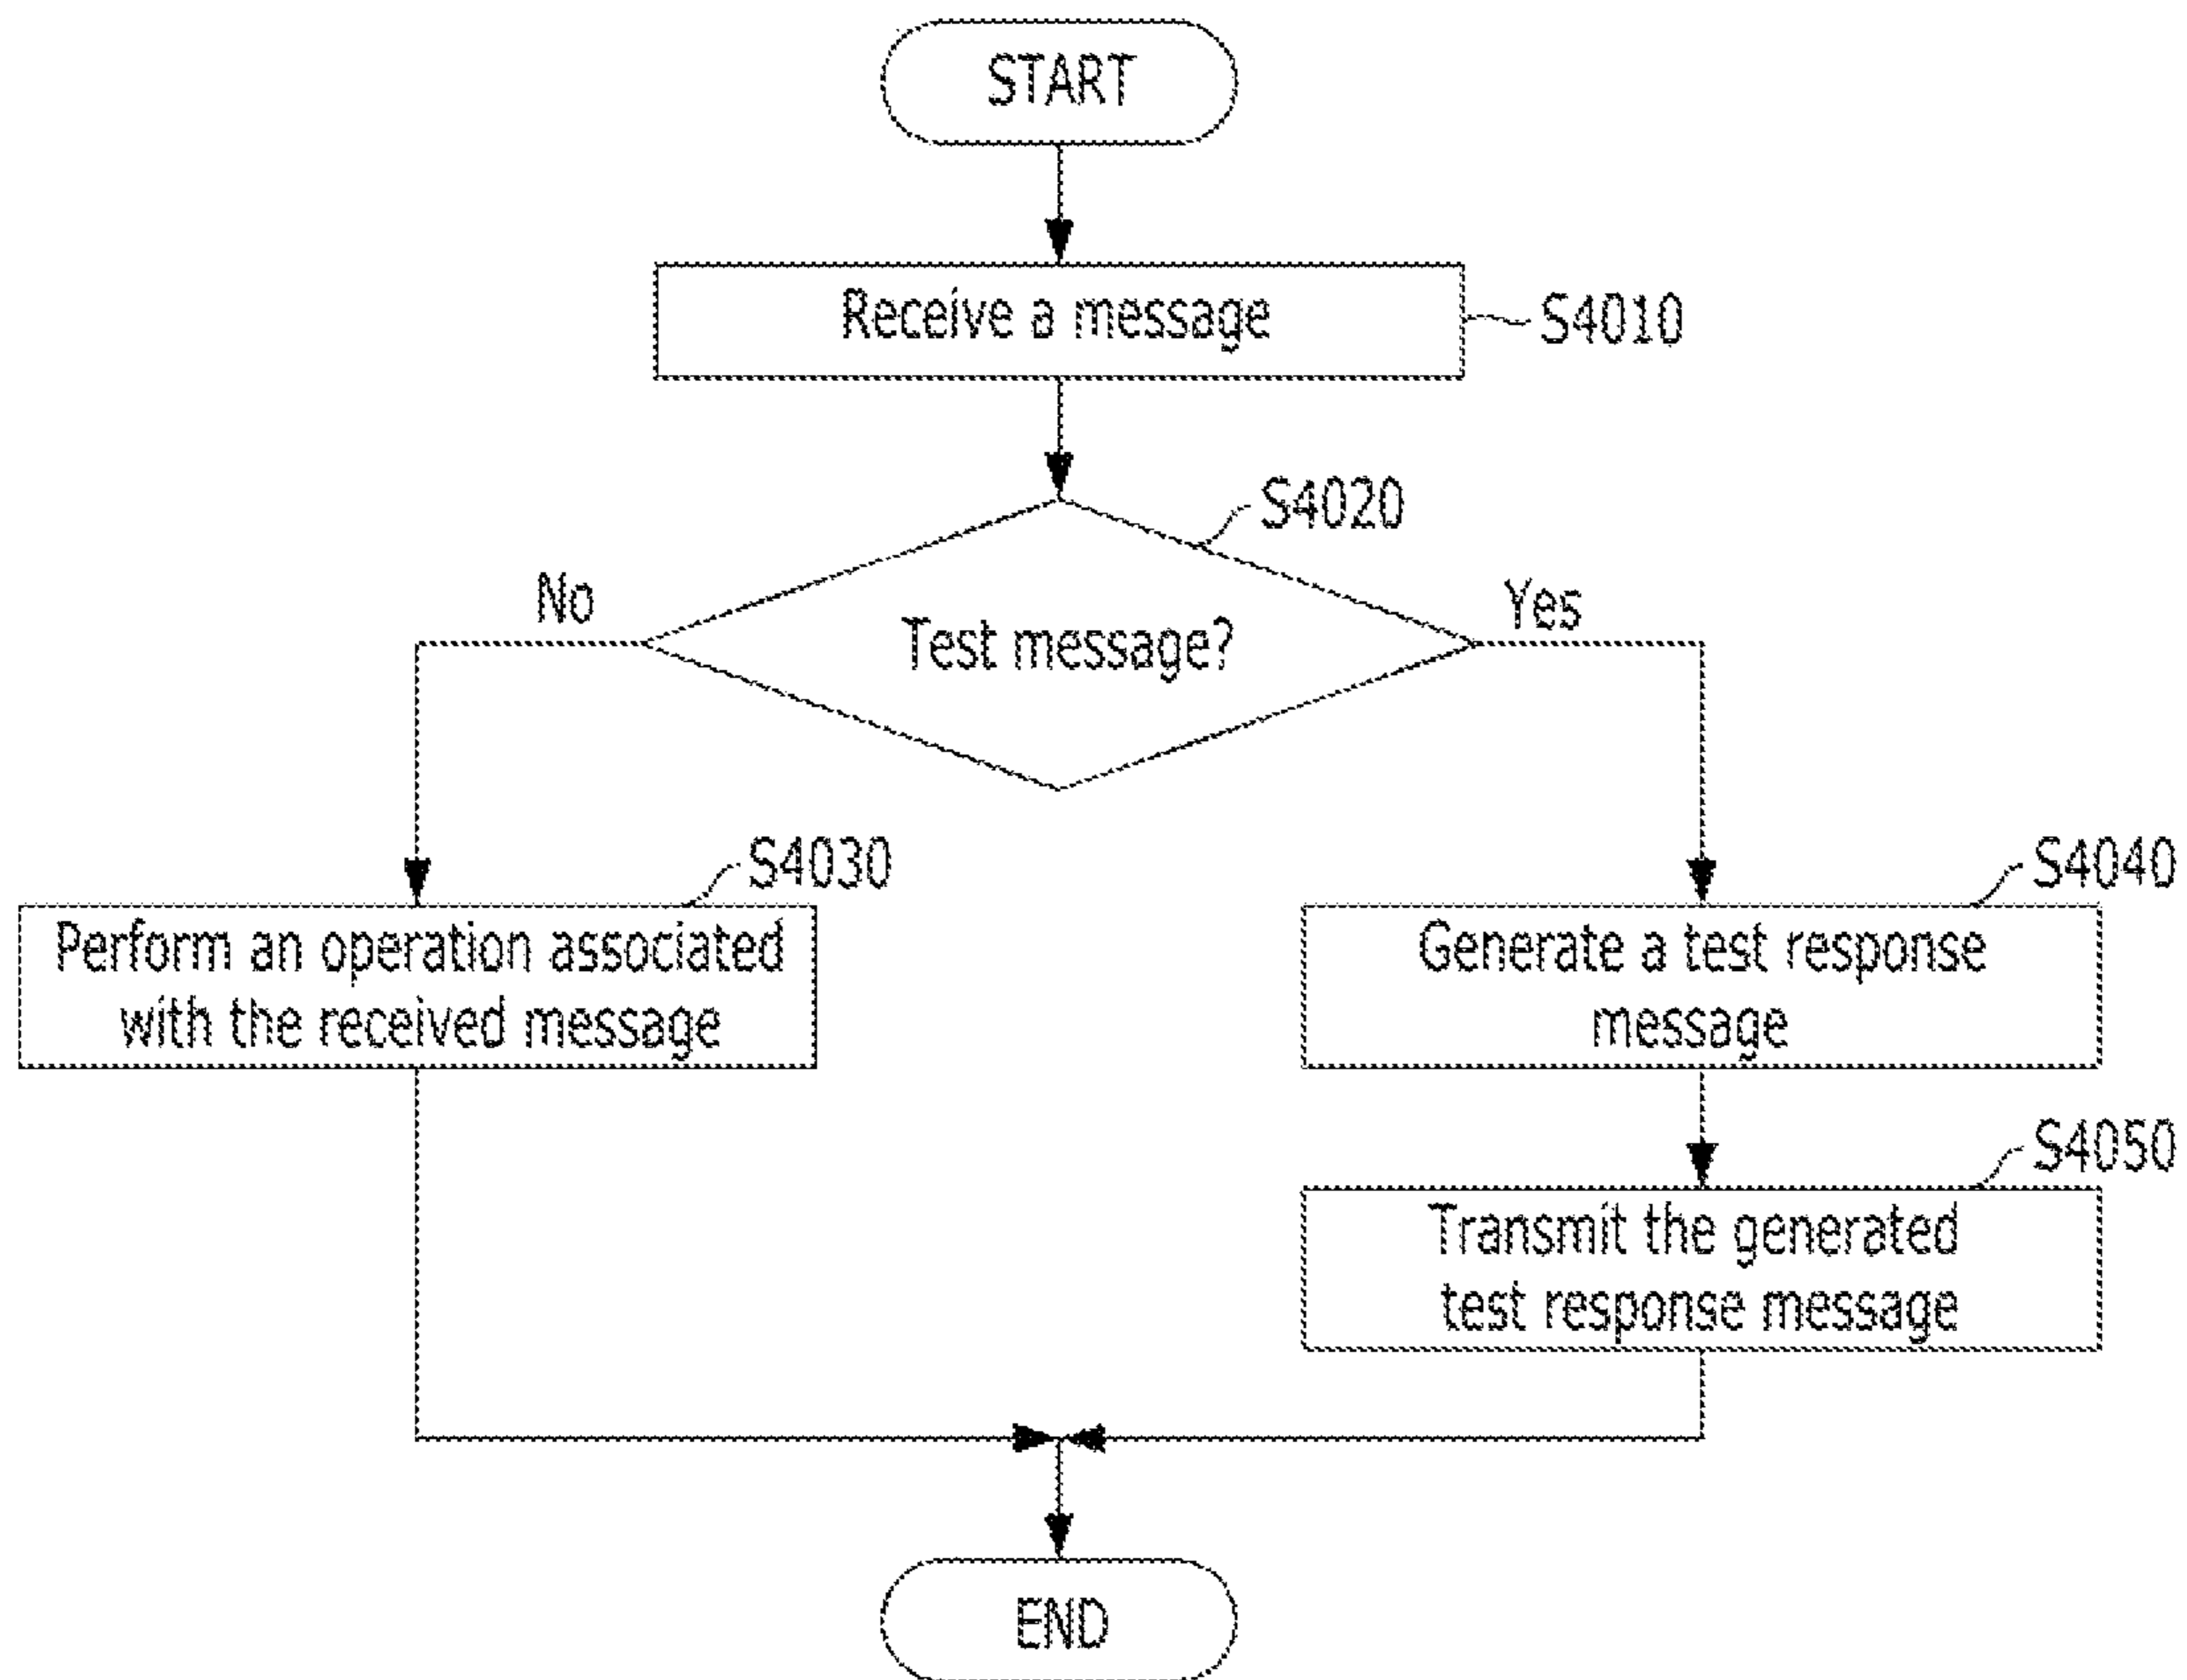 START
Receive a message
S4010
S4020
No
Test message?
Yes
S4030
Perform an operation associated
with the received message
S4040
Generate a test response
message
S4050
Transmit the generated
test response message
END